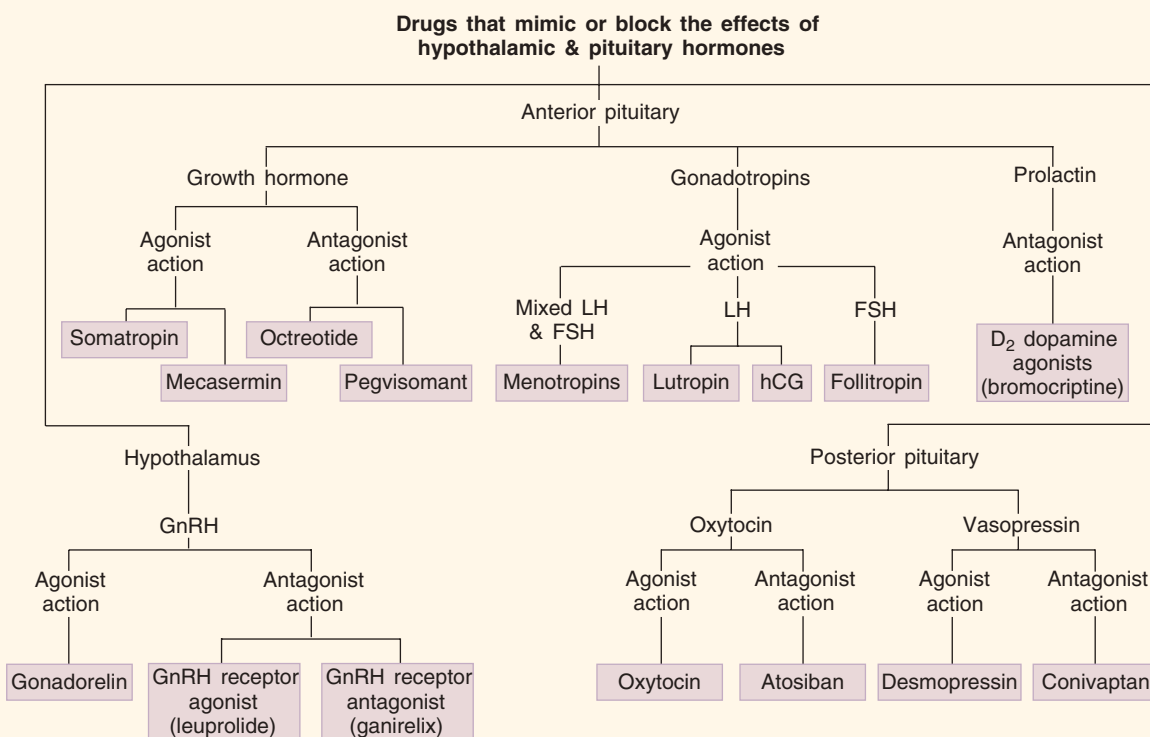 Drugs that mimic or block the effects of
hypothalamic & pituitary hormones
Anterior pituitary
Growth hormone
Gonadotropins
Prolactin
Agonist
action
Antagonist
action
Agonist
action
Antagonist
action
Mixed LH
& FSH
LH
FSH
Somatropin
Mecasermin
Octreotide
Pegvisomant
Menotropins
Lutropin
hCG
Follitropin
D₂ dopamine
agonists
(bromocriptine)
Hypothalamus
GnRH
Agonist
action
Antagonist
action
Gonadorelin
GnRH receptor
agonist
(leuprolide)
GnRH receptor
antagonist
(ganirelix)
Posterior pituitary
Oxytocin
Vasopressin
Agonist
action
Antagonist
action
Agonist
action
Antagonist
action
Oxytocin
Atosiban
Desmopressin
Conivaptan